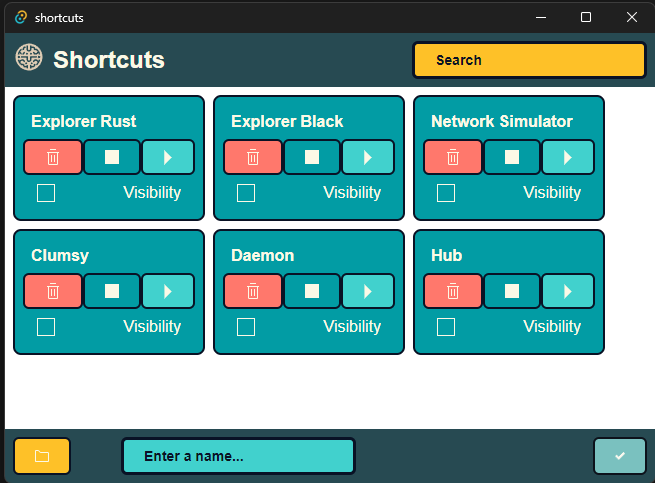 shortcuts
Shortcuts
Search
Explorer Rust
Explorer Black
Network Simulator
Visibility
Visibility
Visibility
Clumsy
Daemon
Hub
Visibility
Visibility
Visibility
Enter a name...